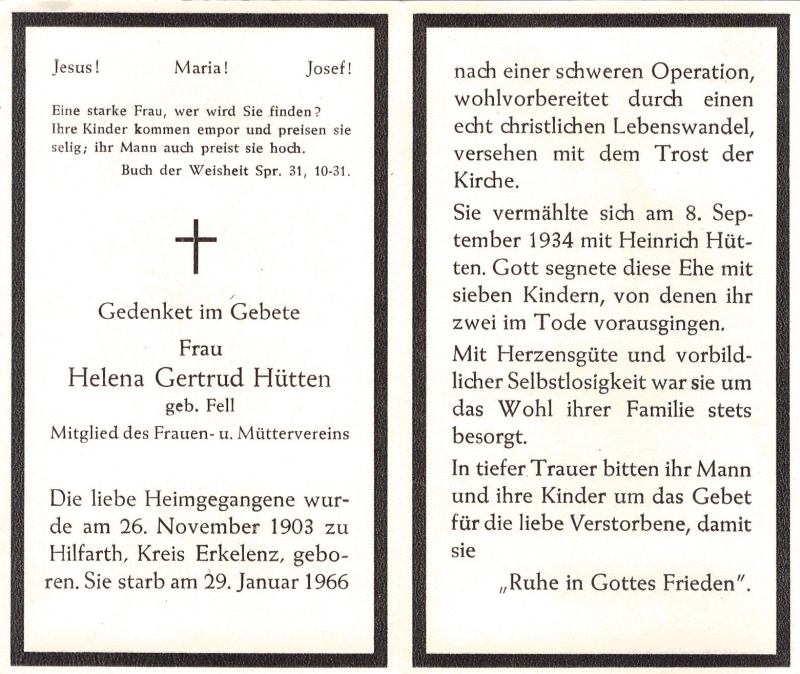 Jesus! Maria! Josef!
Eine starke Frau, wer wird Sie finden?
Ihre Kinder kommen empor und preisen sie
selig; ihr Mann auch preist sie hoch.
Buch der Weisheit Spr. 31, 10-31.
Gedenket im Gebete
Frau
Helena Gertrud Hütten
geb. Fell
Mitglied des Frauen- u. Müttervereins
Die liebe Heimgegangene wur-
de am 26. November 1903 zu
Hilfarth, Kreis Erkelenz, gebo-
ren. Sie starb am 29. Januar 1966
nach einer schweren Operation,
wohlvorbereitet durch einen
echt christlichen Lebenswandel,
versehen mit dem Trost der
Kirche.
Sie vermählte sich am 8. Sep-
tember 1934 mit Heinrich Hüt-
ten. Gott segnete diese Ehe mit
sieben Kindern, von denen ihr
zwei im Tode vorausgingen.
Mit Herzensgüte und vorbild-
licher Selbstlosigkeit war sie um
das Wohl ihrer Familie stets
besorgt.
In tiefer Trauer bitten ihr Mann
und ihre Kinder um das Gebet
für die liebe Verstorbene, damit
sie
„Ruhe in Gottes Frieden".